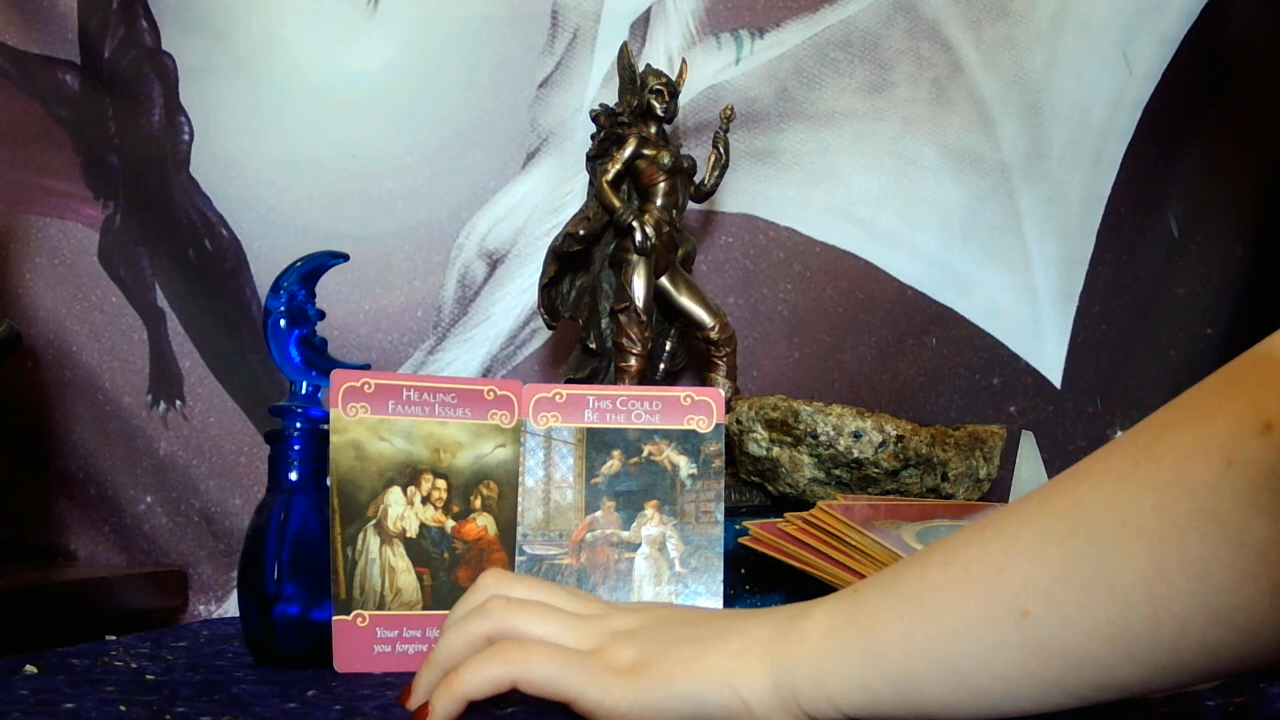 HEALING
FAMILY ISSUES
THIS COULD
BE THE ONE
Your love life
you forgive